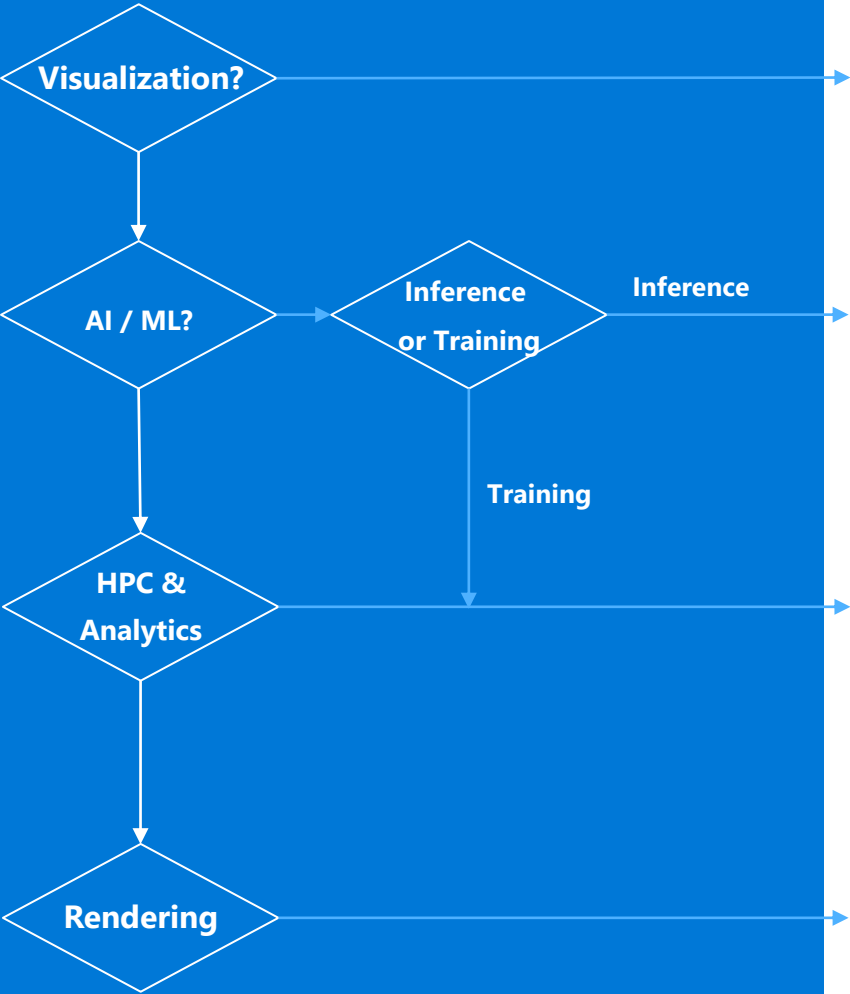 Visualization?
AI / ML?
Inference
or Training
Inference
Training
HPC &
Analytics
Rendering